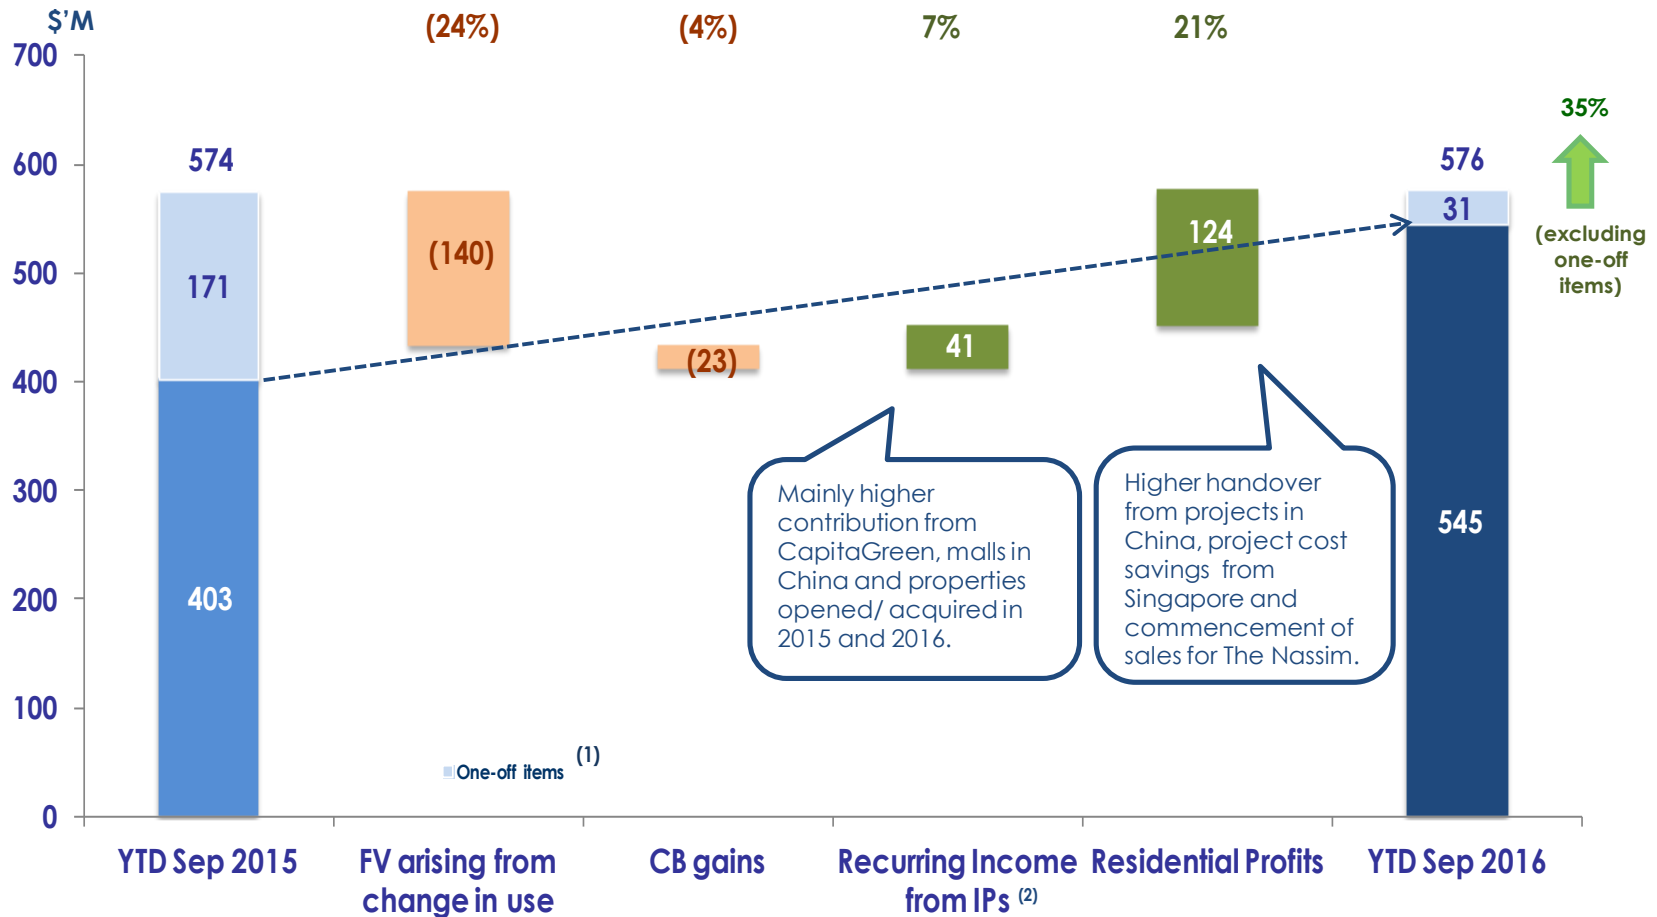 $'M
(24%)
(4%)
7%
21%
700
600
500
400
300
200
100
0
574
171
403
(140)
(23)
41
124
576
31
545
35%
(excluding
one-off
items)
Mainly higher
contribution from
CapitaGreen, malls in
China and properties
opened/ acquired in
2015 and 2016.
Higher handover
from projects in
China, project cost
savings from
Singapore and
commencement of
sales for The Nassim.
One-off items (1)
YTD Sep 2015
FV arising from
change in use
CB gains
Recurring Income
from IPs (2)
Residential Profits
YTD Sep 2016